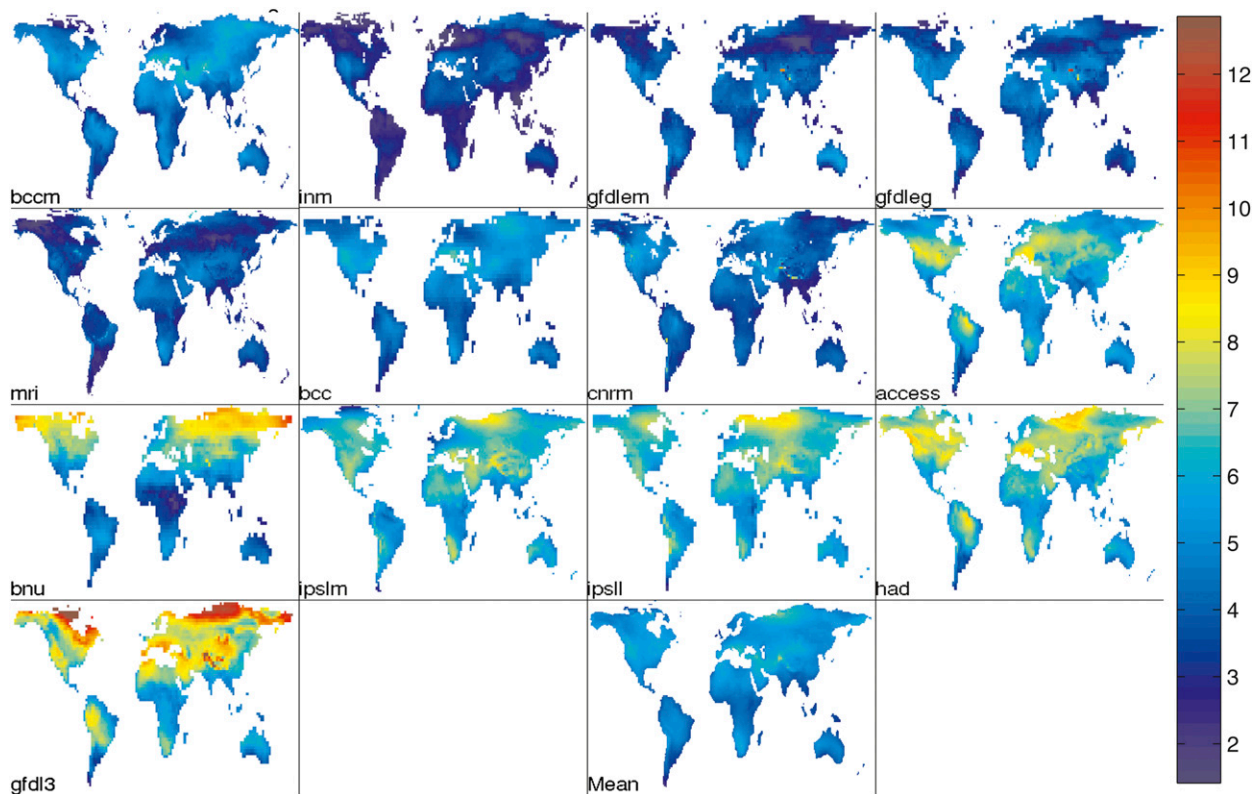 bccm
inm
gfdlem
gfdleg
mri
bcc
cnrm
access
bnu
ipslm
ipsll
had
gfdl3
Mean
12
11
10
9
8
7
6
5
4
3
2